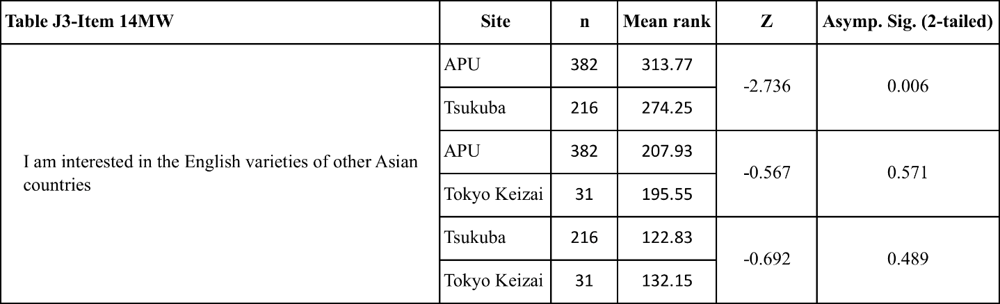 Table J3-Item 14MW Site n Mean rank Z Asymp. Sig. (2-tailed)
I am interested in the English varieties of other Asian
countries
APU 382 313.77
-2.736 0.006
Tsukuba 216 274.25
APU 382 207.93
-0.567 0.571
Tokyo Keizai 31 195.55
Tsukuba 216 122.83
-0.692 0.489
Tokyo Keizai 31 132.15